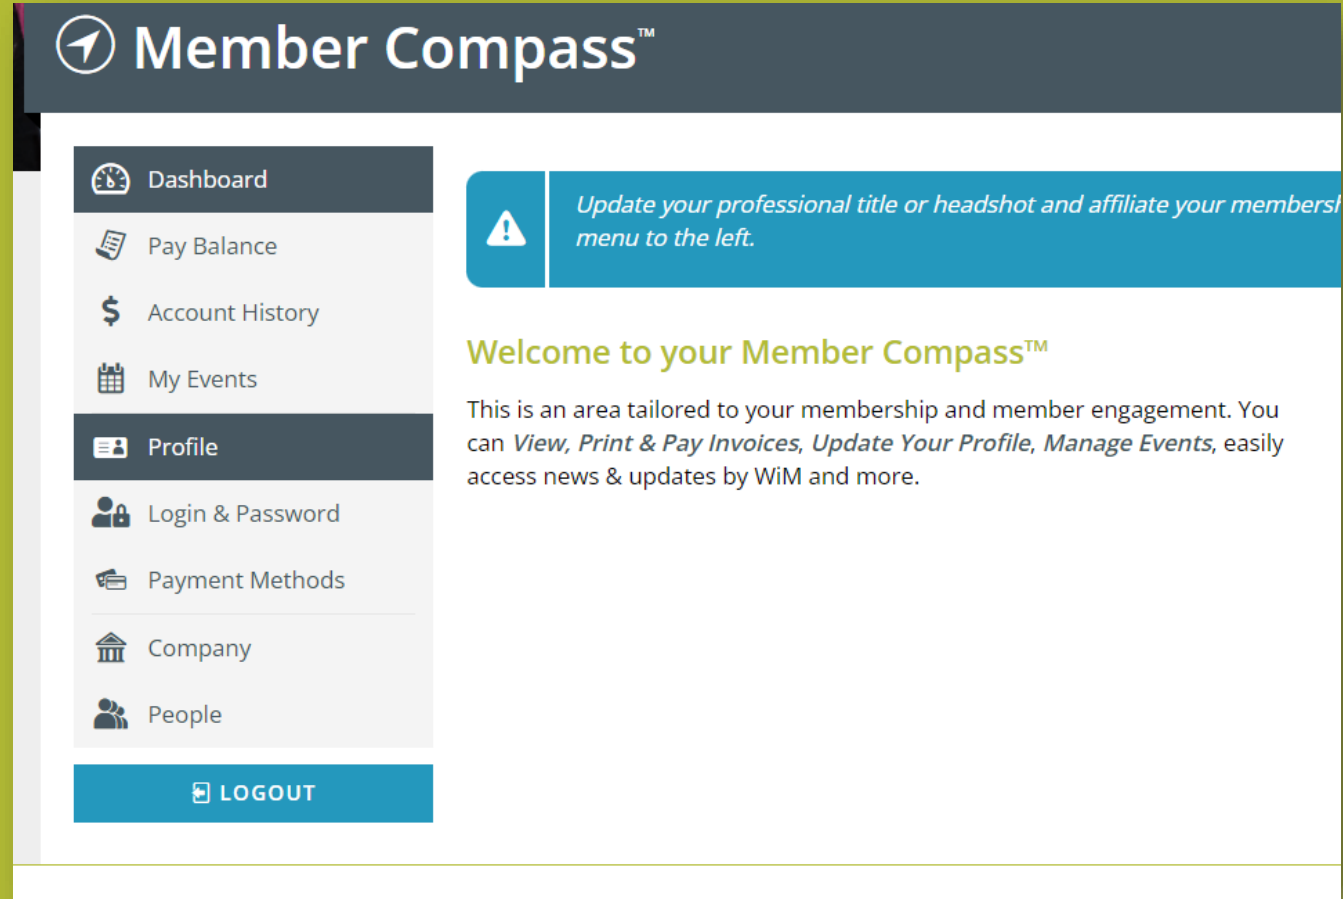 Member Compass™
Dashboard
Pay Balance
Account History
My Events
Profile
Login & Password
Payment Methods
Company
People
LOGOUT
Update your professional title or headshot and affiliate your
menu to the left.
Welcome to your Member Compass™
This is an area tailored to your membership and member engagement. You
can View, Print & Pay Invoices, Update Your Profile, Manage Events, easily
access news & updates by WiM and more.